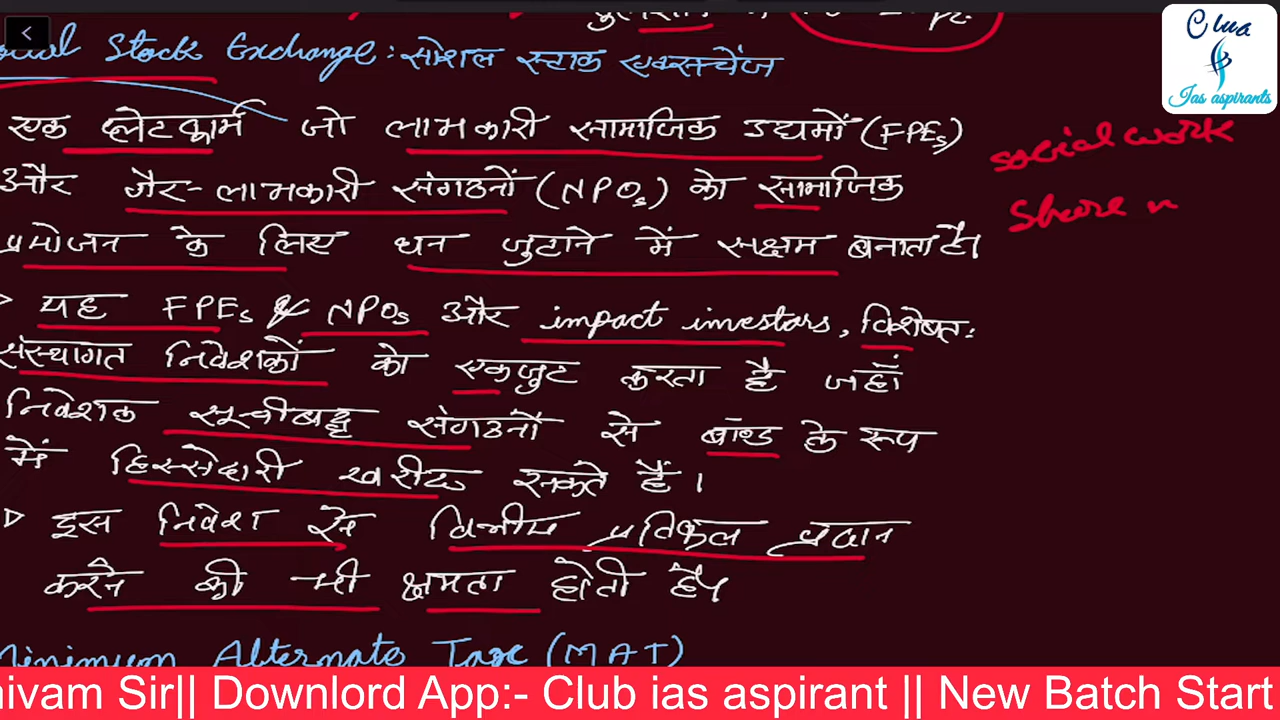 Social Stock Exchange: सोशल स्टाक एक्सचेंज
Clua
Ias aspirants
एक प्लेटफार्म जो लाभकारी सामाजिक उद्यमों (FPEs)
और गैर-लाभकारी संगठनों (NPOs) को सामाजिक
प्रयोजन के लिए धन जुटाने में सक्षम बनाता है।
social work
Share
यह FPEs & NPOs और impact investors, विशेषतः
संस्थागत निवेशकों को एकजुट करता है जहाँ
निवेशक सूचीबद्ध संगठनों से बॉण्ड के रूप
में हिस्सेदारी खरीद सकते हैं।
इस निवेश से वित्तीय प्रतिफल प्रदान
करने की भी क्षमता होती है।
Minimum Alternate Tax (MAT)
hivam Sir|| Downlord App:- Club ias aspirant || New Batch Start